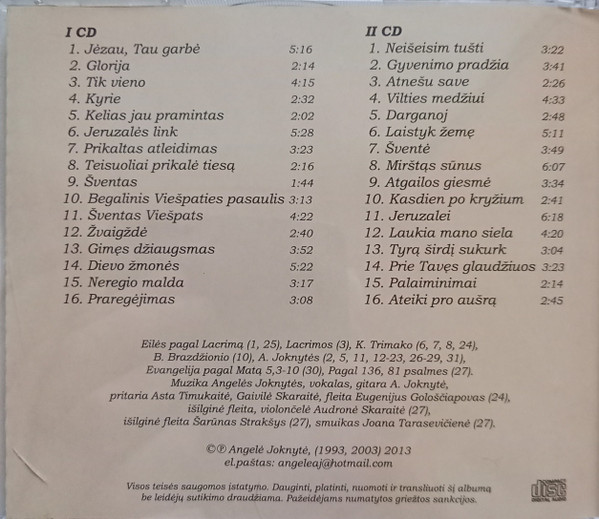 I CD
1. Jėzau, Tau garbė 5:16
2. Glorija 2:14
3. Tik vieno 4:15
4. Kyrie 2:32
5. Kelias jau pramintas 2:02
6. Jeruzalės link 5:28
7. Prikaltas atleidimas 3:23
8. Teisuoliai prikalė tiesą 2:16
9. Šventas 1:44
10. Begalinis Viešpaties pasaulis 3:13
11. Šventas Viešpats 4:22
12. Žvaigždė 2:40
13. Gimęs džiaugsmas 3:52
14. Dievo žmonės 5:22
15. Neregio malda 3:17
16. Praregėjimas 3:08
II CD
1. Neišeisim tušti 3:22
2. Gyvenimo pradžia 3:41
3. Atnešu save 2:26
4. Vilties medžiui 4:33
5. Darganoj 2:48
6. Laistyk žemę 5:11
7. Šventė 3:49
8. Mirštąs sūnus 6:07
9. Atgailos giesmė 3:34
10. Kasdien po kryžium 2:41
11. Jeruzalei 6:18
12. Laukia mano siela 4:20
13. Tyrą širdį sukurk 3:04
14. Prie Tavęs glaudžiuos 3:23
15. Palaiminimai 2:14
16. Ateiki pro aušrą 2:45
Eilės pagal Lacrimą (1, 25), Lacrimos (3), K. Trimako (6, 7, 8, 24),
B. Brazdžionio (10), A. Joknytės (2, 5, 11, 12-23, 26-29, 31),
Evangelija pagal Matą 5,3-10 (30), Pagal 136, 81 psalmes (27).
Muzika Angelės Joknytės, vokalas, gitara A. Joknytė,
pritaria Asta Timukaitė, Gaivilė Skaraitė, fleita Eugenijus Gološčiapovas (24)
išilginė fleita, violončelė Audronė Skaraitė (27),
išilginė fleita Šarūnas Strakšys (27), smuikas Joana Tarasevičienė (27).
©℗ Angelė Joknytė, (1993, 2003) 2013
el.paštas: angeleaj@hotmail.com
Visos teisės saugomos įstatymo. Dauginti, platinti, nuomoti ir transliuoti šį albumą
be leidėjų sutikimo draudžiama. Pažeidėjams numatytos griežtos sankcijos.
COMPACT
disc
DIGITAL AUDIO